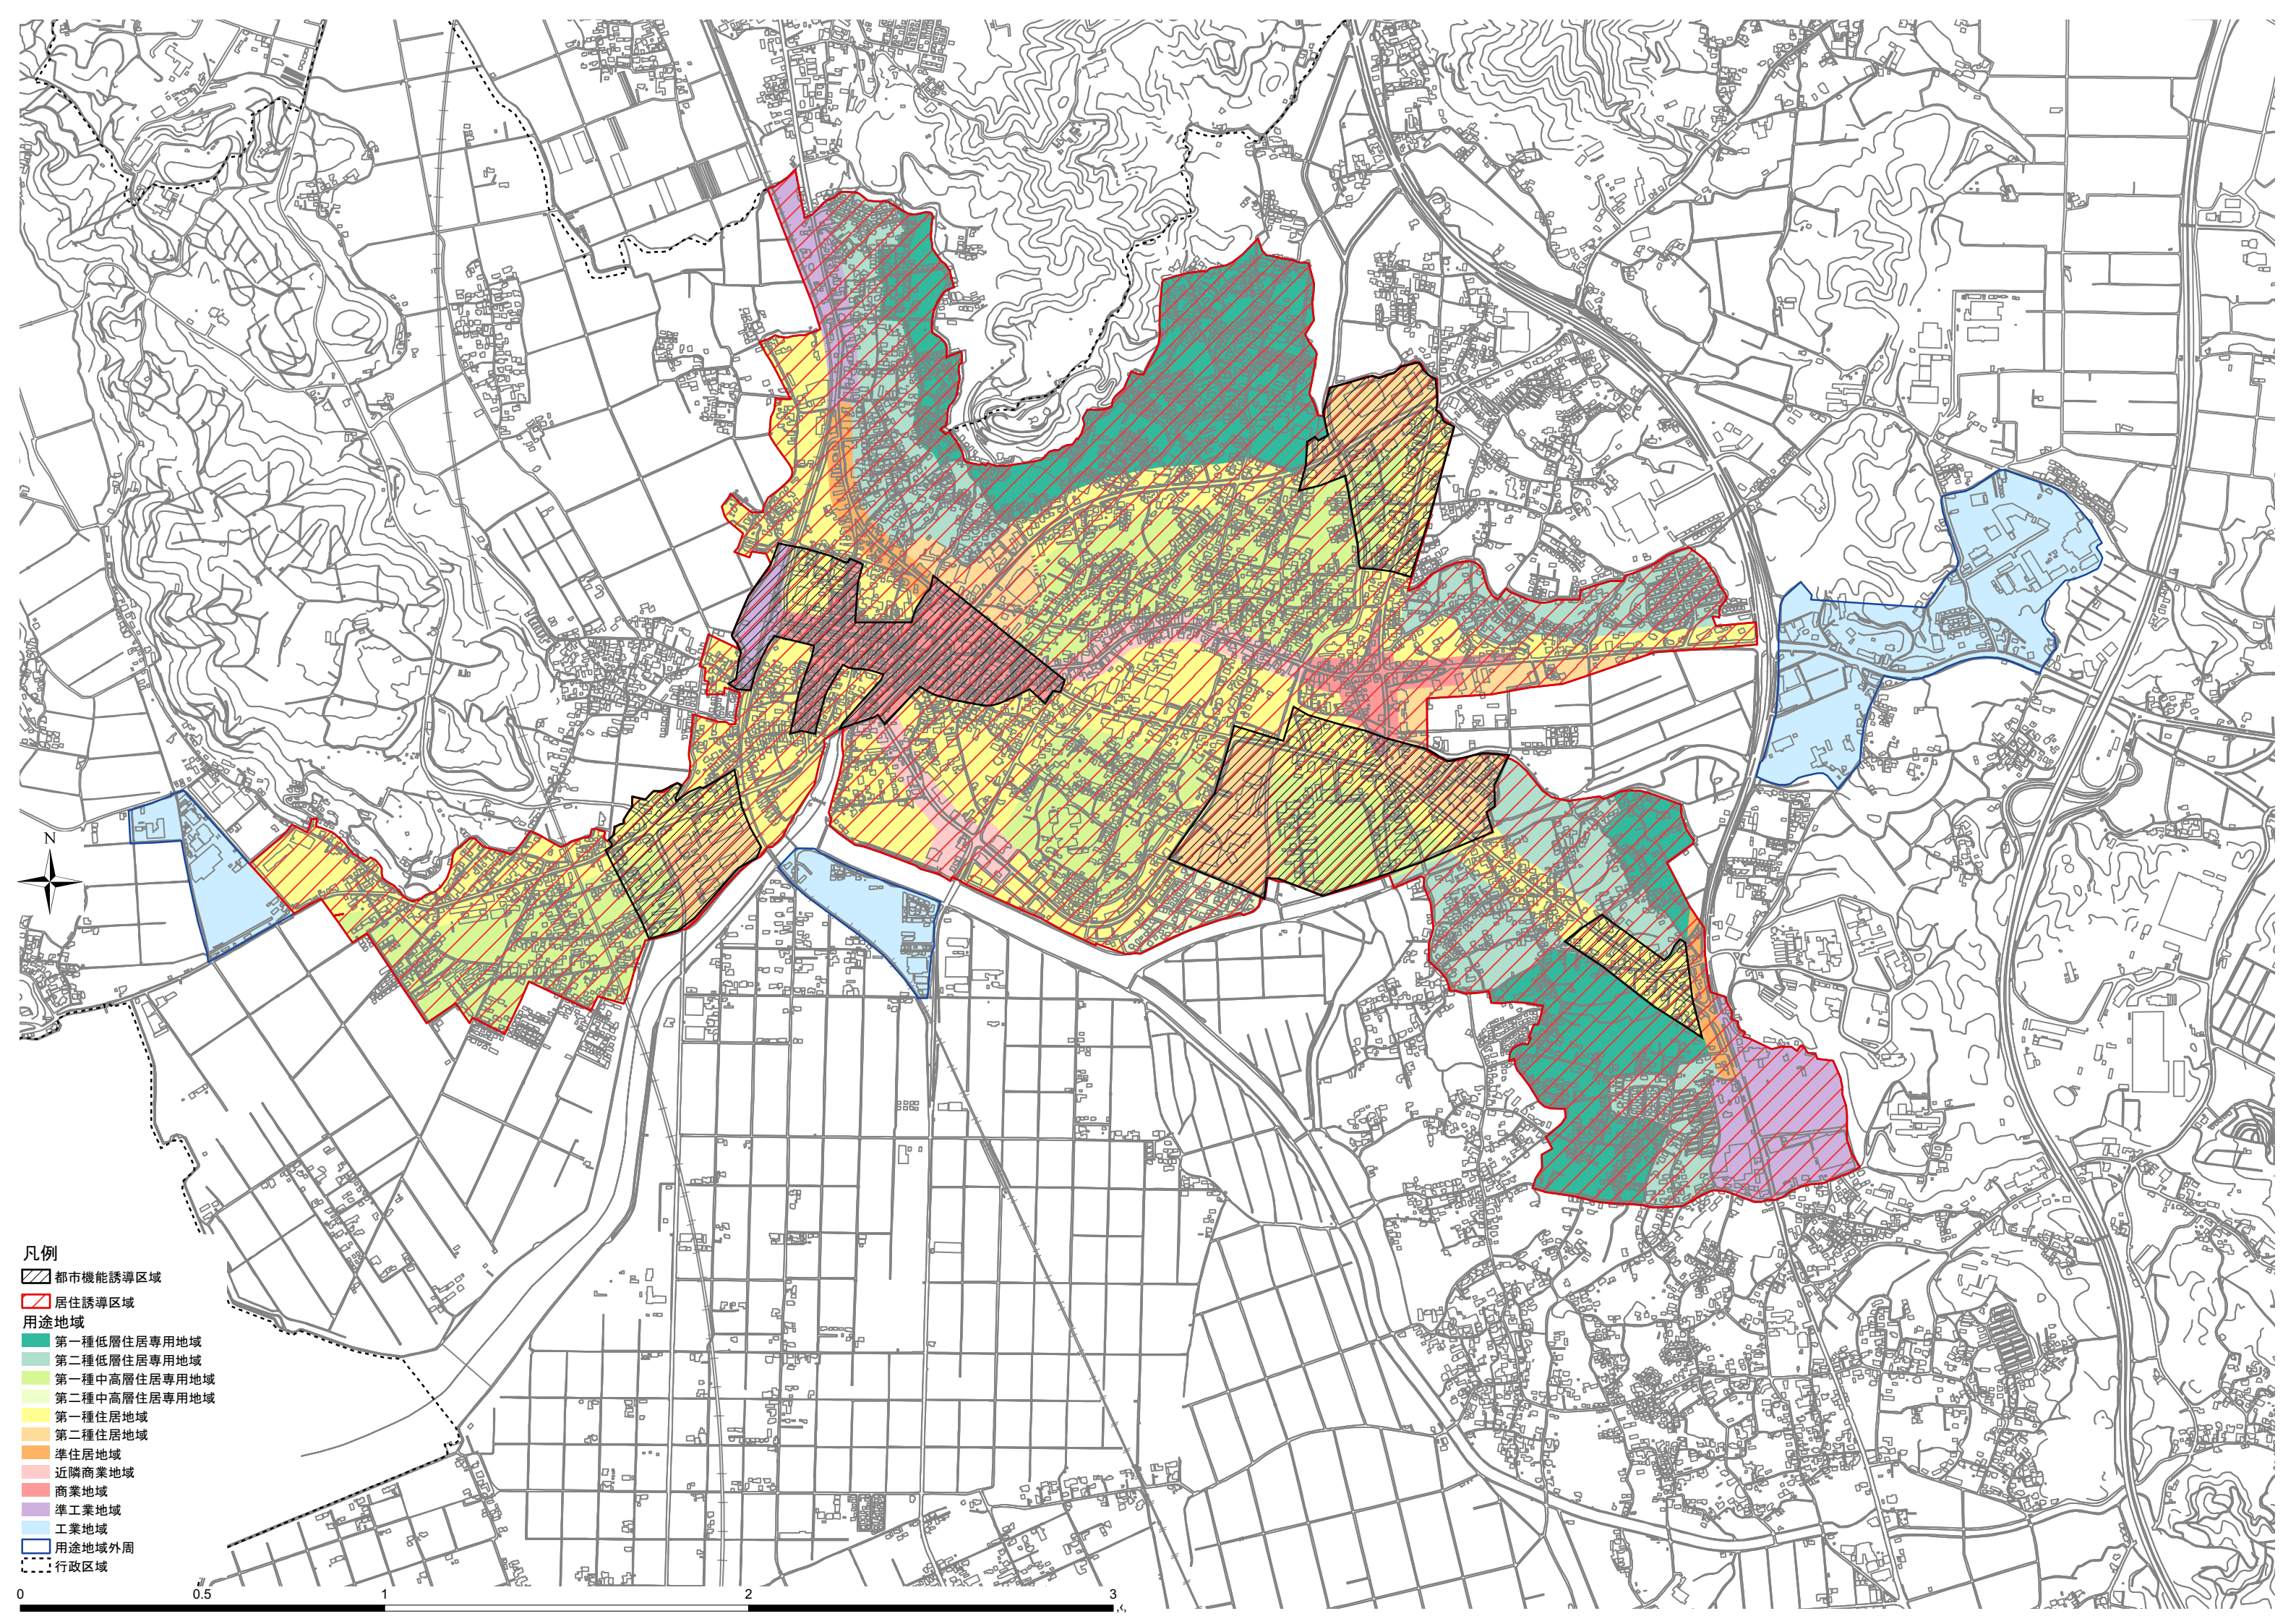 N
凡例
都市機能誘導区域
居住誘導区域
用途地域
第一種低層住居専用地域
第二種低層住居専用地域
第一種中高層住居専用地域
第二種中高層住居専用地域
第一種住居地域
第二種住居地域
準住居地域
近隣商業地域
商業地域
準工業地域
工業地域
用途地域外周
行政区域
0 0.5 1 2 3